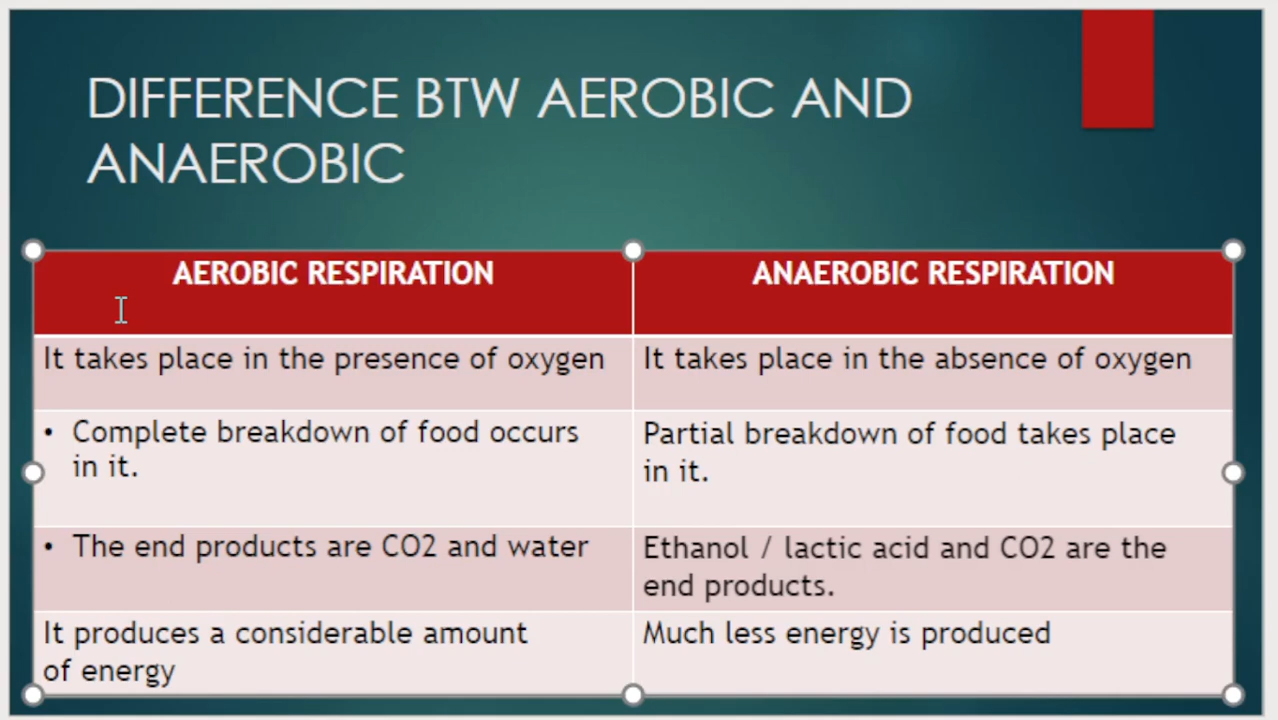 DIFFERENCE BTW AEROBIC AND
ANAEROBIC
AEROBIC RESPIRATION
ANAEROBIC RESPIRATION
It takes place in the presence of oxygen
It takes place in the absence of oxygen
• Complete breakdown of food occurs
in it.
Partial breakdown of food takes place
in it.
• The end products are CO2 and water
Ethanol / lactic acid and CO2 are the
end products.
It produces a considerable amount
of energy
Much less energy is produced